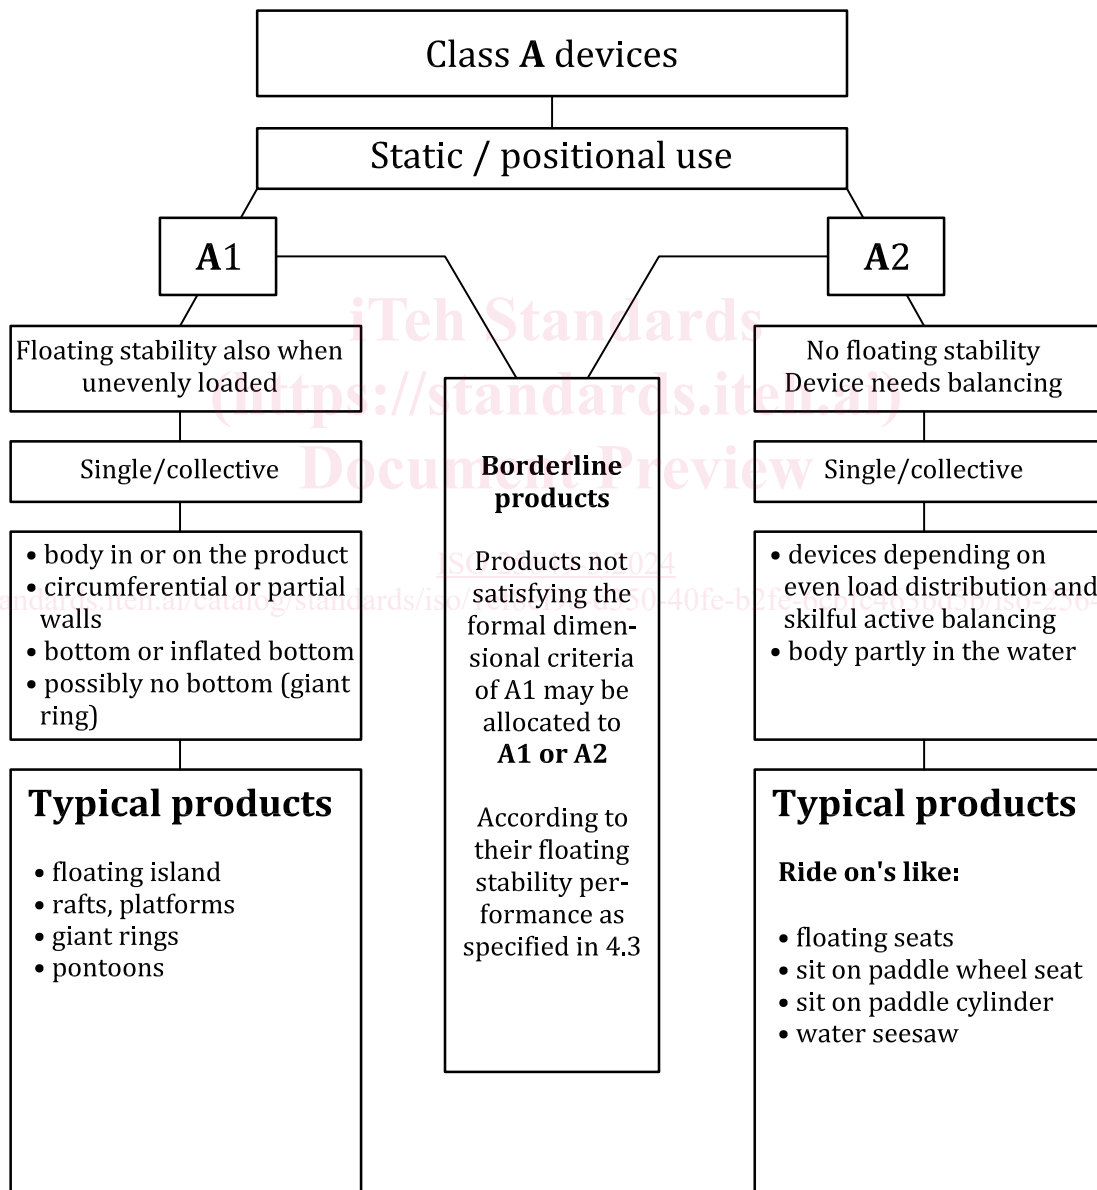 Class A devices
Static / positional use
A1
A2
Floating stability also when
unevenly loaded
Single/collective
• body in or on the product
• circumferential or partial
walls
• bottom or inflated bottom
• possibly no bottom (giant
ring)
Typical products
• floating island
• rafts, platforms
• giant rings
• pontoons
Borderline
products
Products not
satisfying the
formal dimen-
sional criteria
of A1 may be
allocated to
A1 or A2
According to
their floating
stability per-
formance as
specified in 4.3
No floating stability
Device needs balancing
Single/collective
• devices depending on
even load distribution and
skilful active balancing
• body partly in the water
Typical products
Ride on's like:
• floating seats
• sit on paddle wheel seat
• sit on paddle cylinder
• water seesaw
iTeh Standards
(https://standards.iteh.ai)
Document Preview